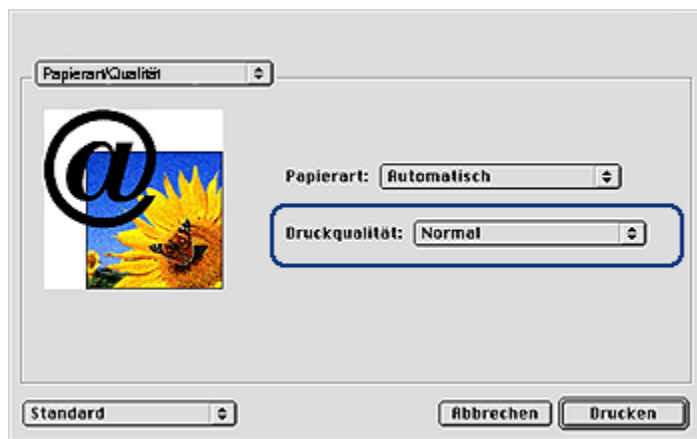 Papierart/Qualität
@
Papierart: Automatisch
Druckqualität: Normal
Standard
Abbrechen
Drucken